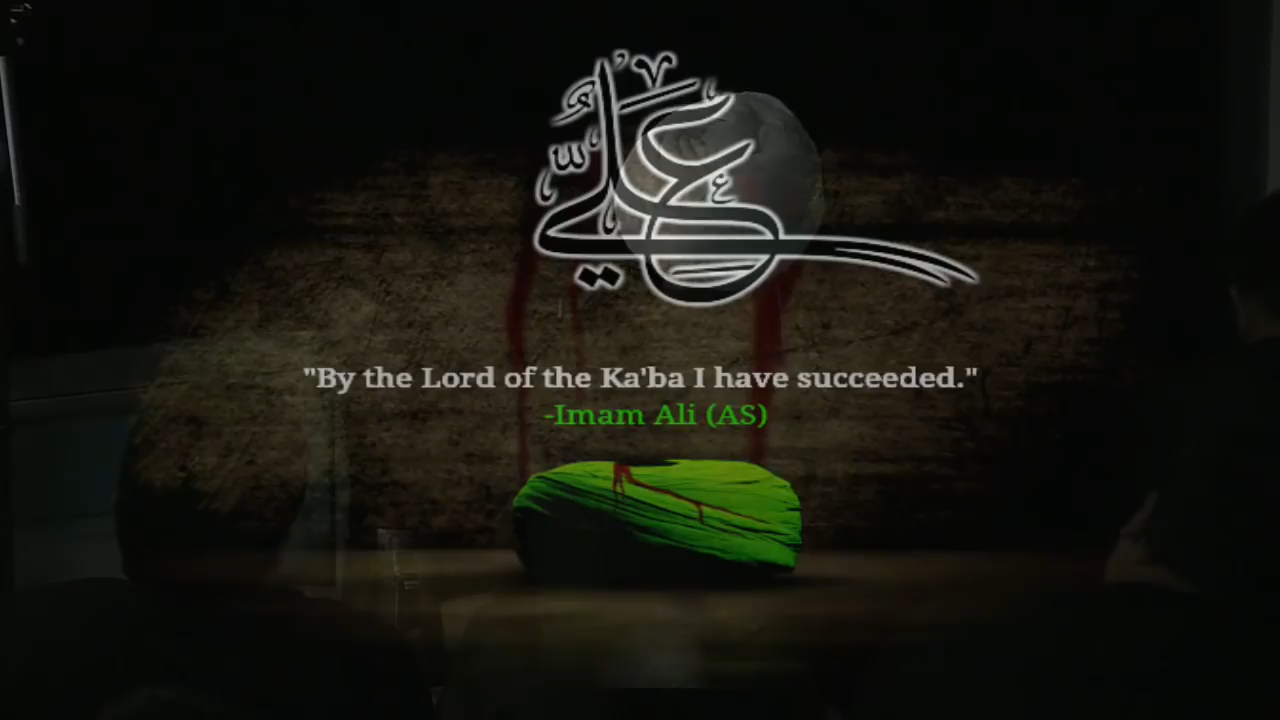 عليّ
"By the Lord of the Ka'ba I have succeeded."
-Imam Ali (AS)